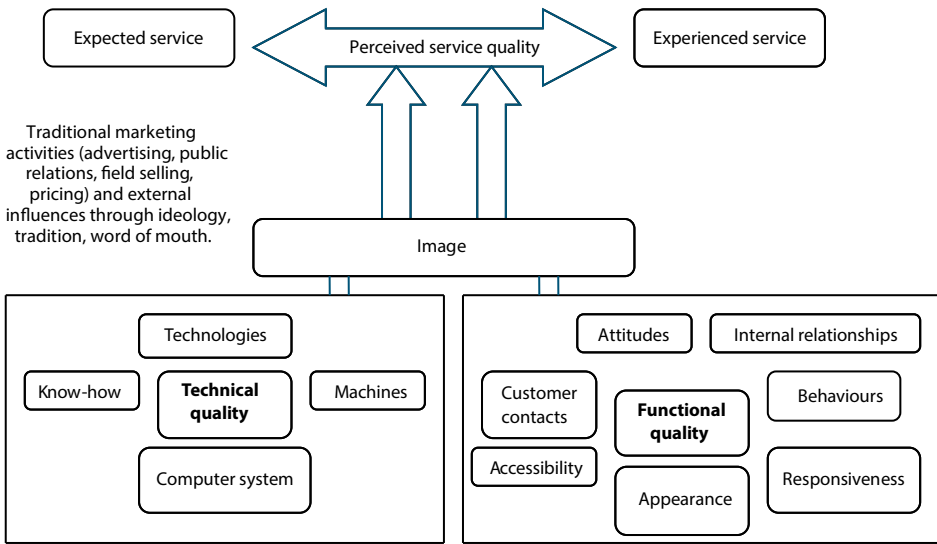 Expected service
Perceived service quality
Experienced service
Traditional marketing
activities (advertising, public
relations, field selling,
pricing) and external
influences through ideology,
tradition, word of mouth.
Image
Technologies
Know-how
Technical
quality
Machines
Computer system
Attitudes
Internal relationships
Customer
contacts
Functional
quality
Behaviours
Accessibility
Appearance
Responsiveness